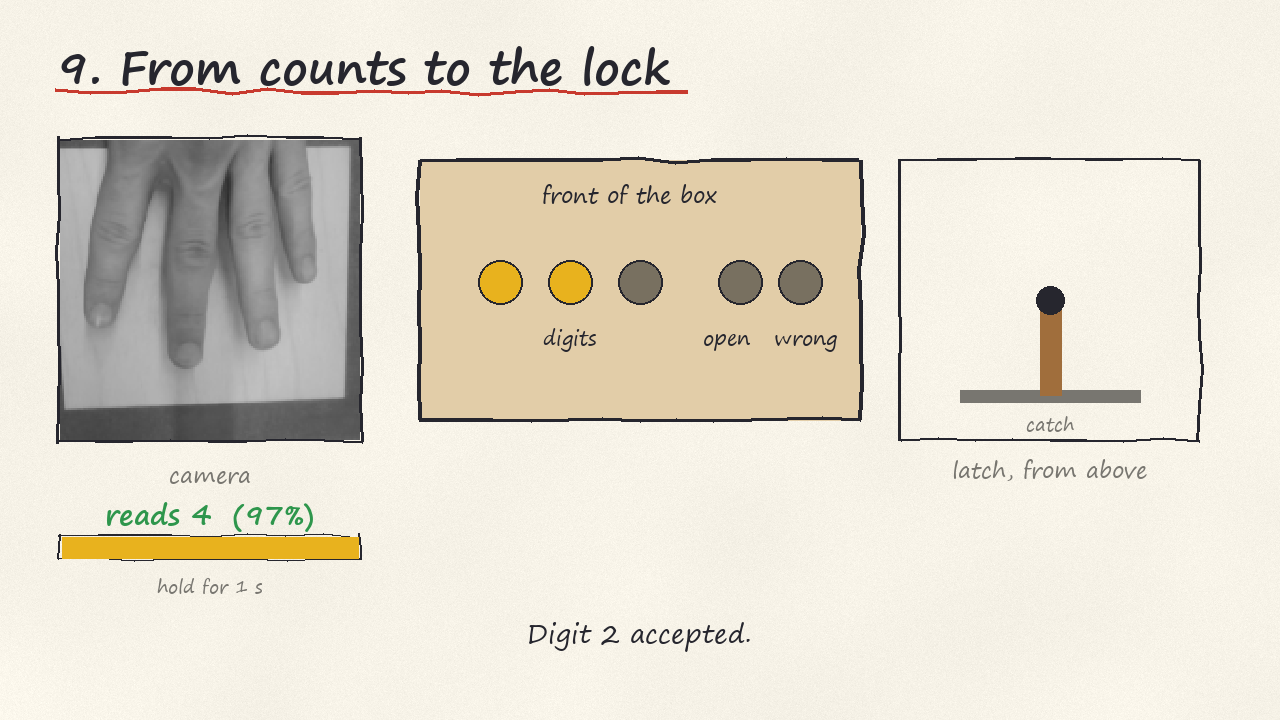 9. From counts to the lock
front of the box
digits
open
wrong
catch
latch, from above
camera
reads 4 (97%)
hold for 1 s
Digit 2 accepted.